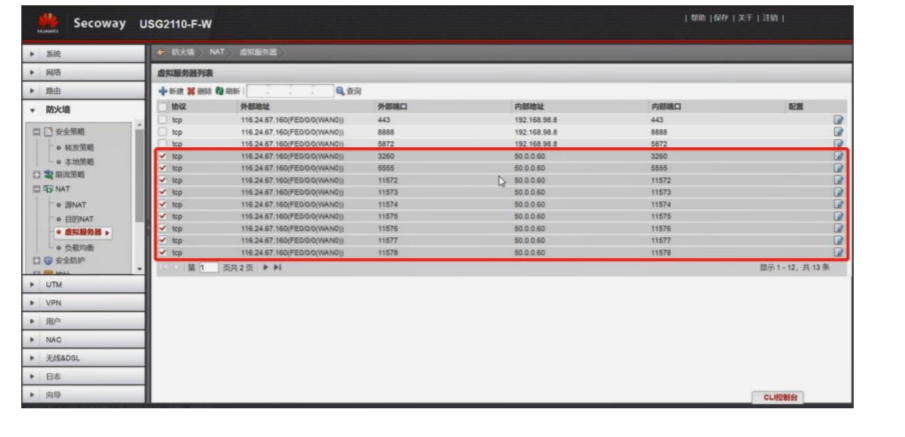 HUAWEI
Secoway USG2110-F-W
| 帮助 | 保存 | 关于 | 注销 |
系统
网络
路由
防火墙
安全策略
转发策略
本地策略
限流策略
NAT
源NAT
目的NAT
虚拟服务器
负载均衡
安全防护
UTM
VPN
用户
NAC
无线&DSL
日志
向导
防火墙 NAT 虚拟服务器
虚拟服务器列表
新建 删除 刷新 查询
协议 外部地址 外部端口 内部地址 内部端口 配置
tcp 116.24.67.160(FE0/0/0(WAN0)) 443 192.168.98.8 443
tcp 116.24.67.160(FE0/0/0(WAN0)) 8888 192.168.98.8 8888
tcp 116.24.67.160(FE0/0/0(WAN0)) 5872 192.168.98.8 5872
tcp 116.24.67.160(FE0/0/0(WAN0)) 3260 50.0.0.60 3260
tcp 116.24.67.160(FE0/0/0(WAN0)) 5555 50.0.0.60 5555
tcp 116.24.67.160(FE0/0/0(WAN0)) 11572 50.0.0.60 11572
tcp 116.24.67.160(FE0/0/0(WAN0)) 11573 50.0.0.60 11573
tcp 116.24.67.160(FE0/0/0(WAN0)) 11574 50.0.0.60 11574
tcp 116.24.67.160(FE0/0/0(WAN0)) 11575 50.0.0.60 11575
tcp 116.24.67.160(FE0/0/0(WAN0)) 11576 50.0.0.60 11576
tcp 116.24.67.160(FE0/0/0(WAN0)) 11577 50.0.0.60 11577
tcp 116.24.67.160(FE0/0/0(WAN0)) 11578 50.0.0.60 11578
第 1 页共 2 页
显示 1 - 12，共 13 条
CLI控制台